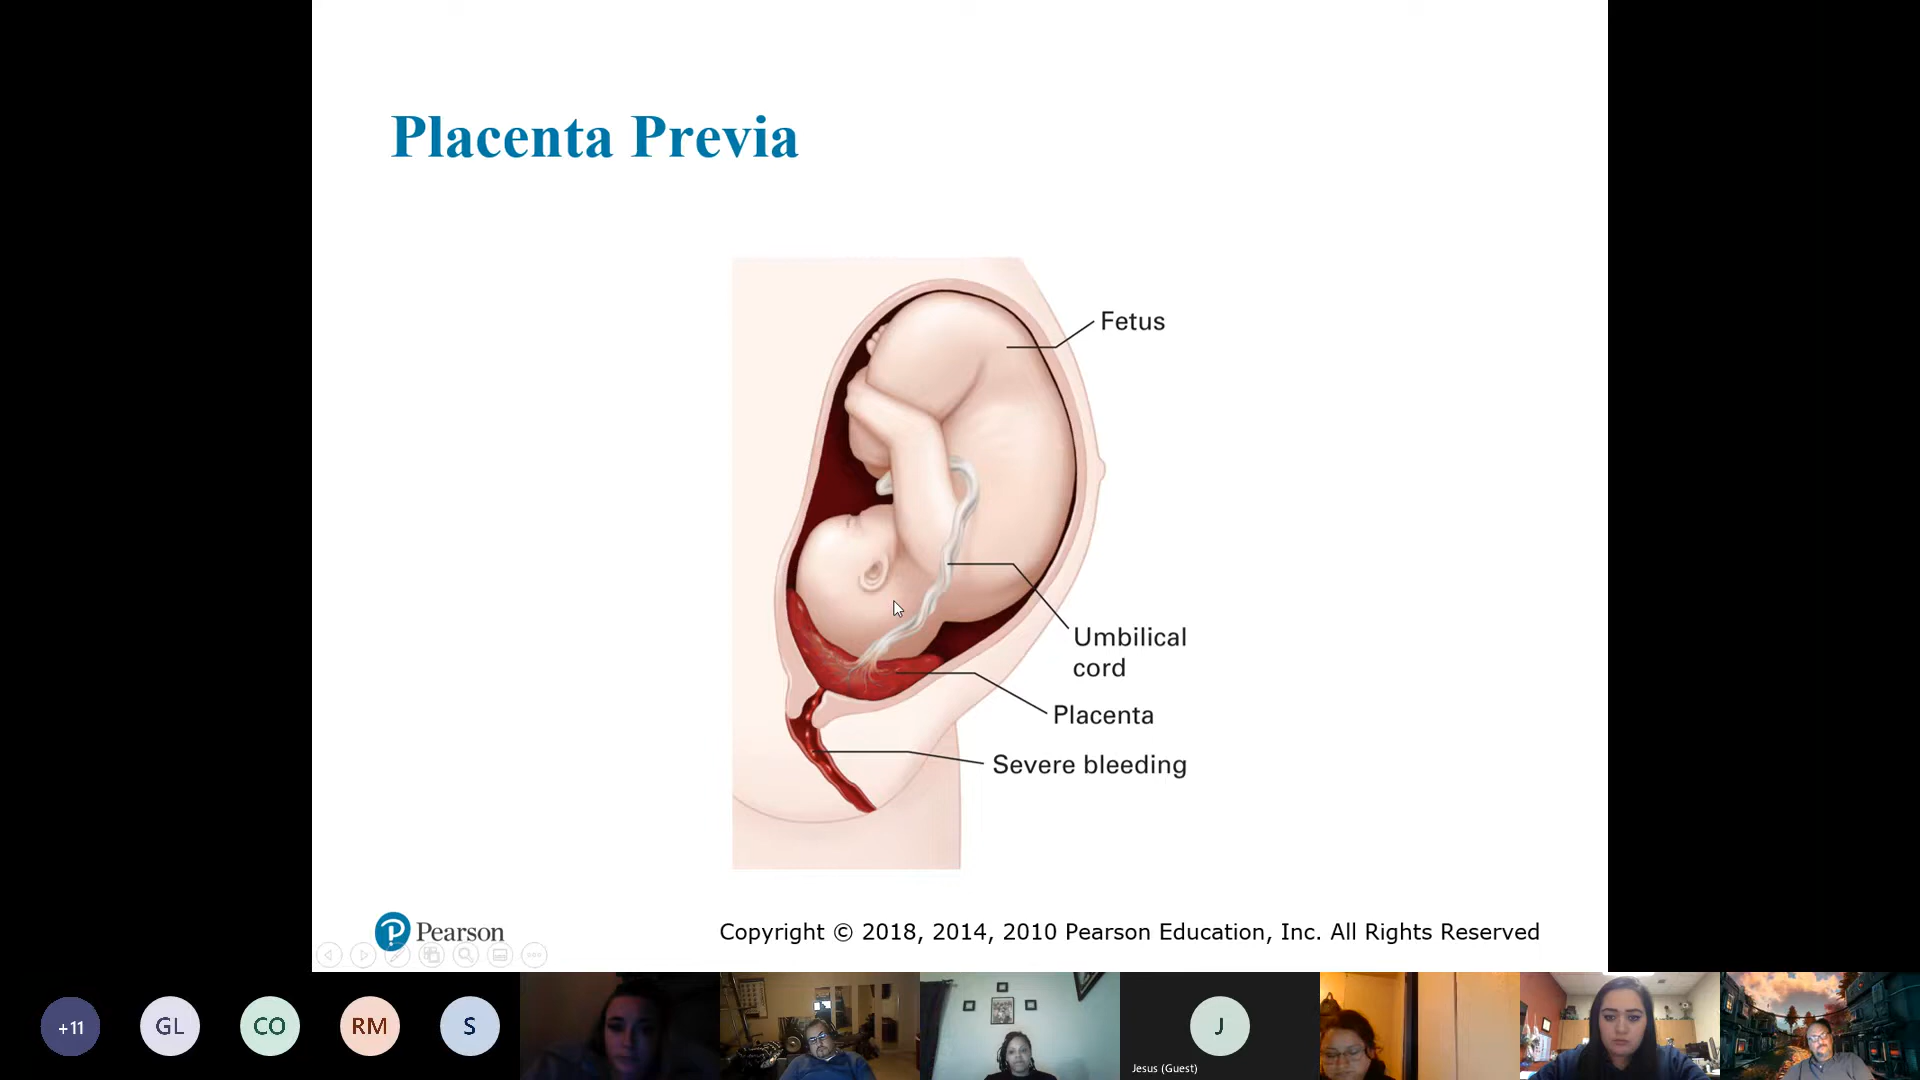 Placenta Previa
Fetus
Umbilical
cord
Placenta
Severe bleeding
Pearson
Copyright © 2018, 2014, 2010 Pearson Education, Inc. All Rights Reserved
+11
GL
CO
RM
S
J
Jesus (Guest)